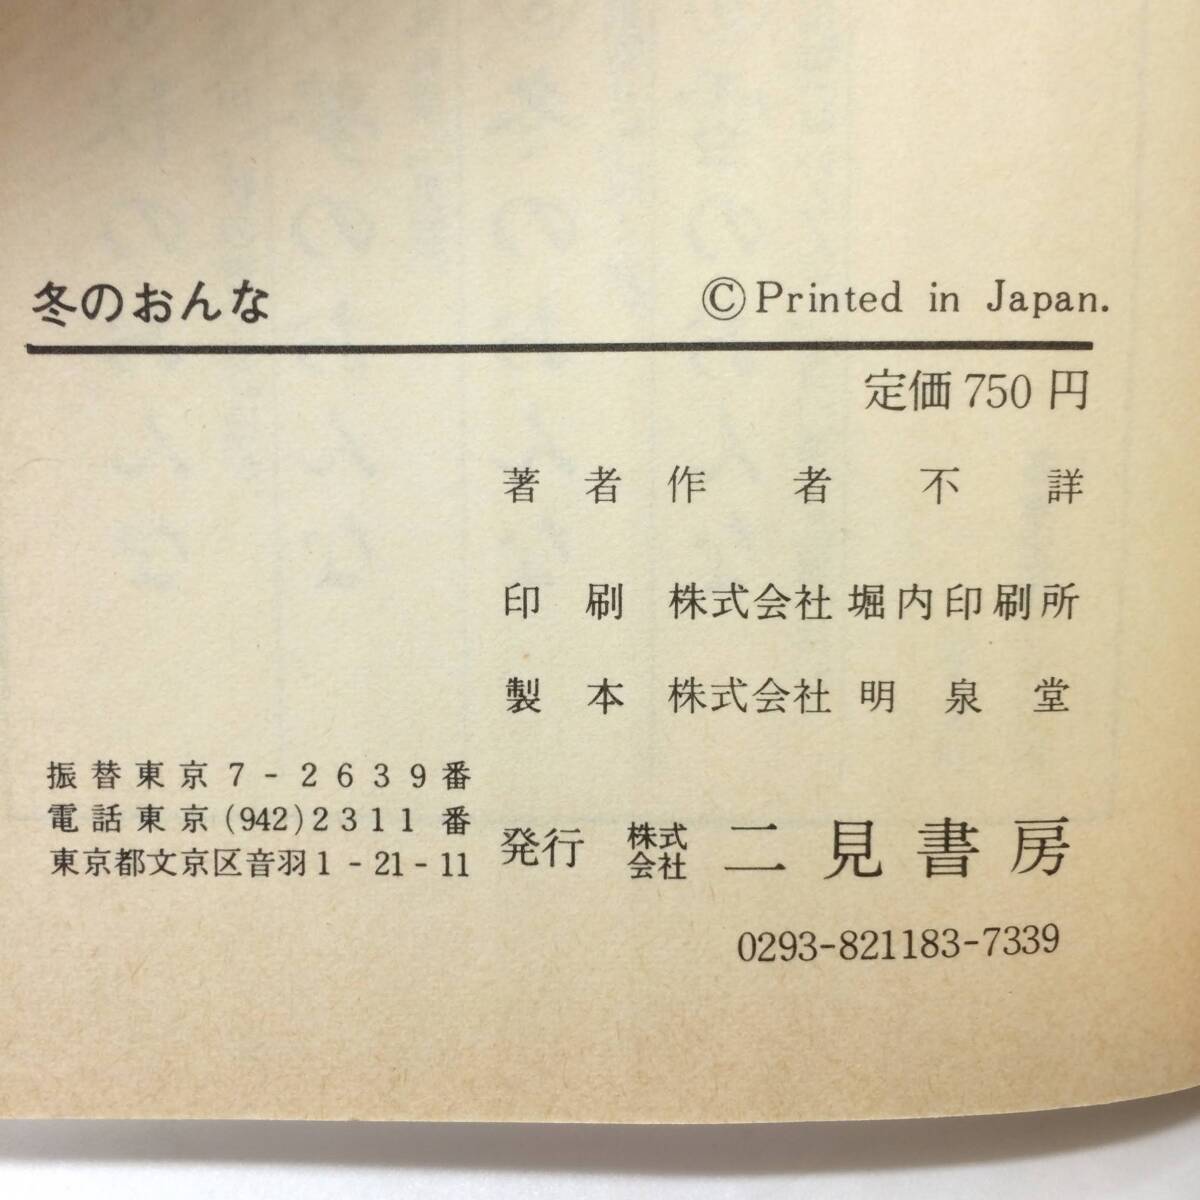 冬のおんな
©Printed in Japan.
定価750円
著者 作者不詳
印刷 株式会社 堀内印刷所
製本 株式会社 明泉堂
振替東京7-2639番
電話東京(942)2311番
東京都文京区音羽1-21-11
発行 株式会社 二見書房
0293-821183-7339